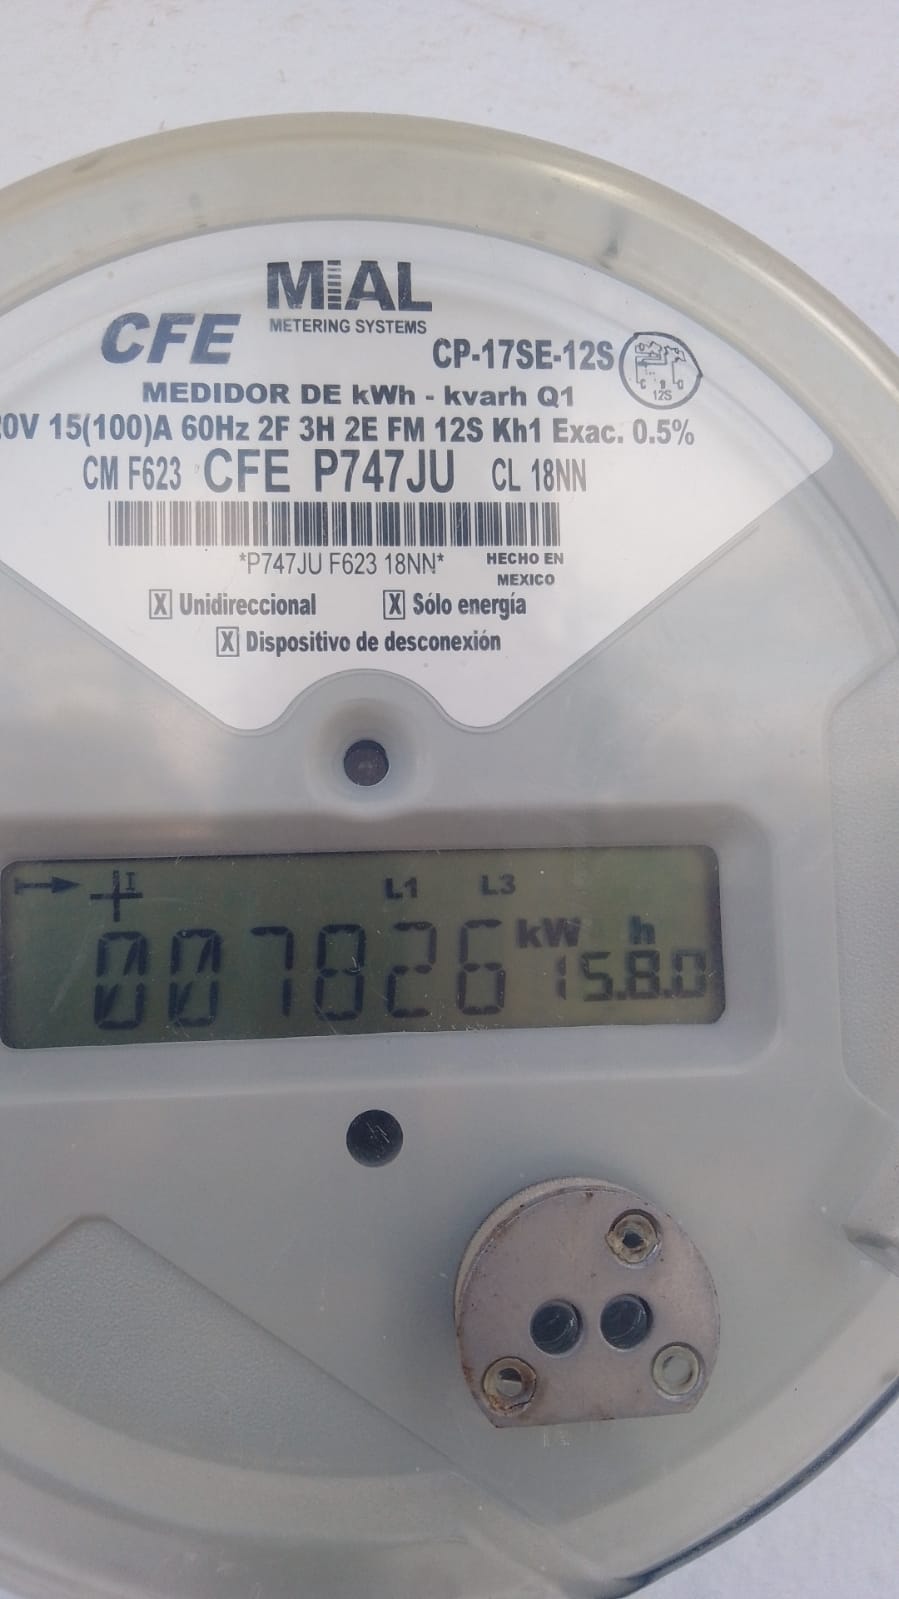 MIAL
METERING SYSTEMS
CFE
CP-17SE-12S
12S
MEDIDOR DE kWh - kvarh Q1
0V 15(100)A 60Hz 2F 3H 2E FM 12S Kh1 Exac. 0.5%
CM F623 CFE P747JU CL 18NN
*P747JU F623 18NN*
HECHO EN
MEXICO
X Unidireccional X Sólo energía
X Dispositivo de desconexión
L1 L3
007826 kW h 15.8.0